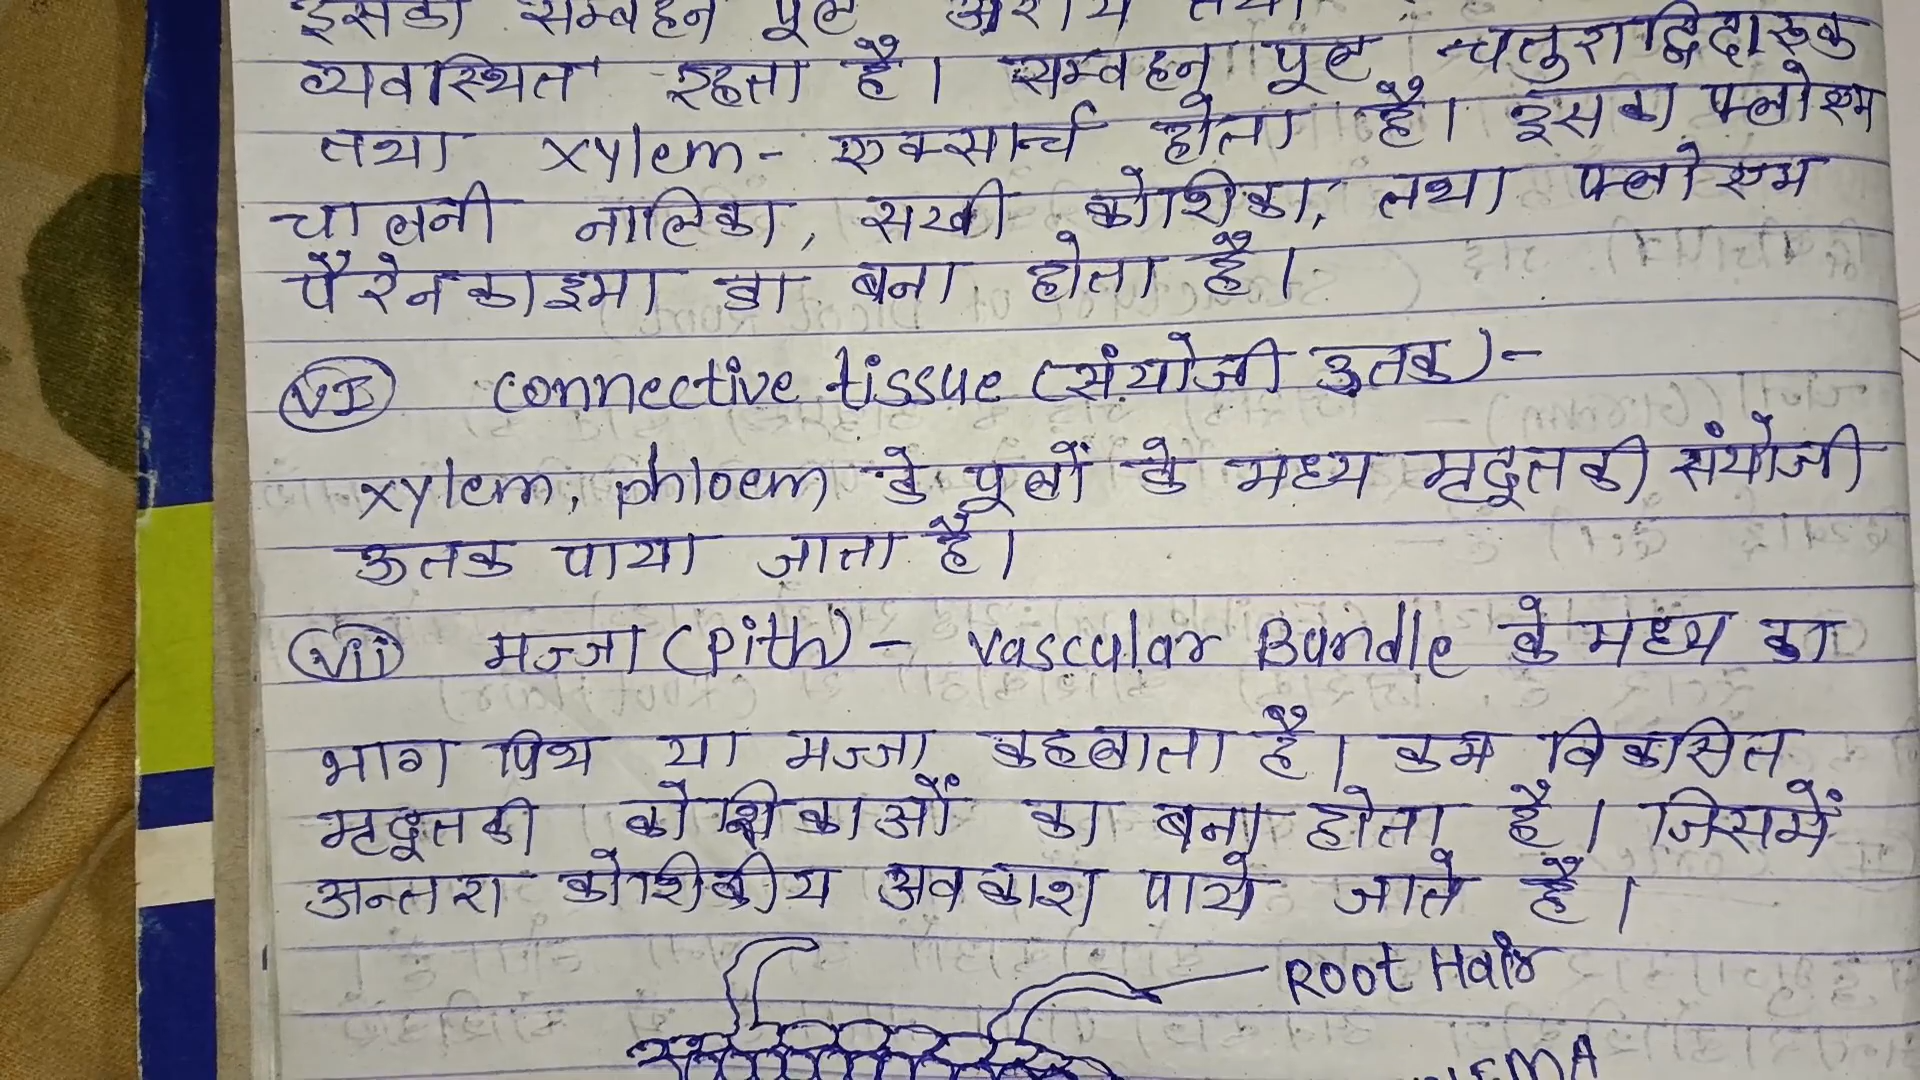 इसका सम्बहन पूल अरीय तथा
व्यवस्थित रहता है। सम्वहन पूल चतुरादिदारूक
तथा xylem - एक्सार्च होता है। इसका फ्लोएम
चालनी नालिका, सखी कोशिका, तथा फ्लोएम
पैरेनकाइमा का बना होता है।
(VI) Connective tissue (संयोजी ऊतक) -
xylem, phloem के पूलों के मध्य मृदूतकी संयोजी
ऊतक पाया जाता है।
(vii) मज्जा (Pith) - Vascular Bundle के मध्य का
भाग पिथ या मज्जा कहलाता है। कम विकसित
मृदूतकी कोशिकाओं का बना होता है। जिसमें
अन्तरा कोशिकीय अवकाश पाये जाते है।
Root Hair